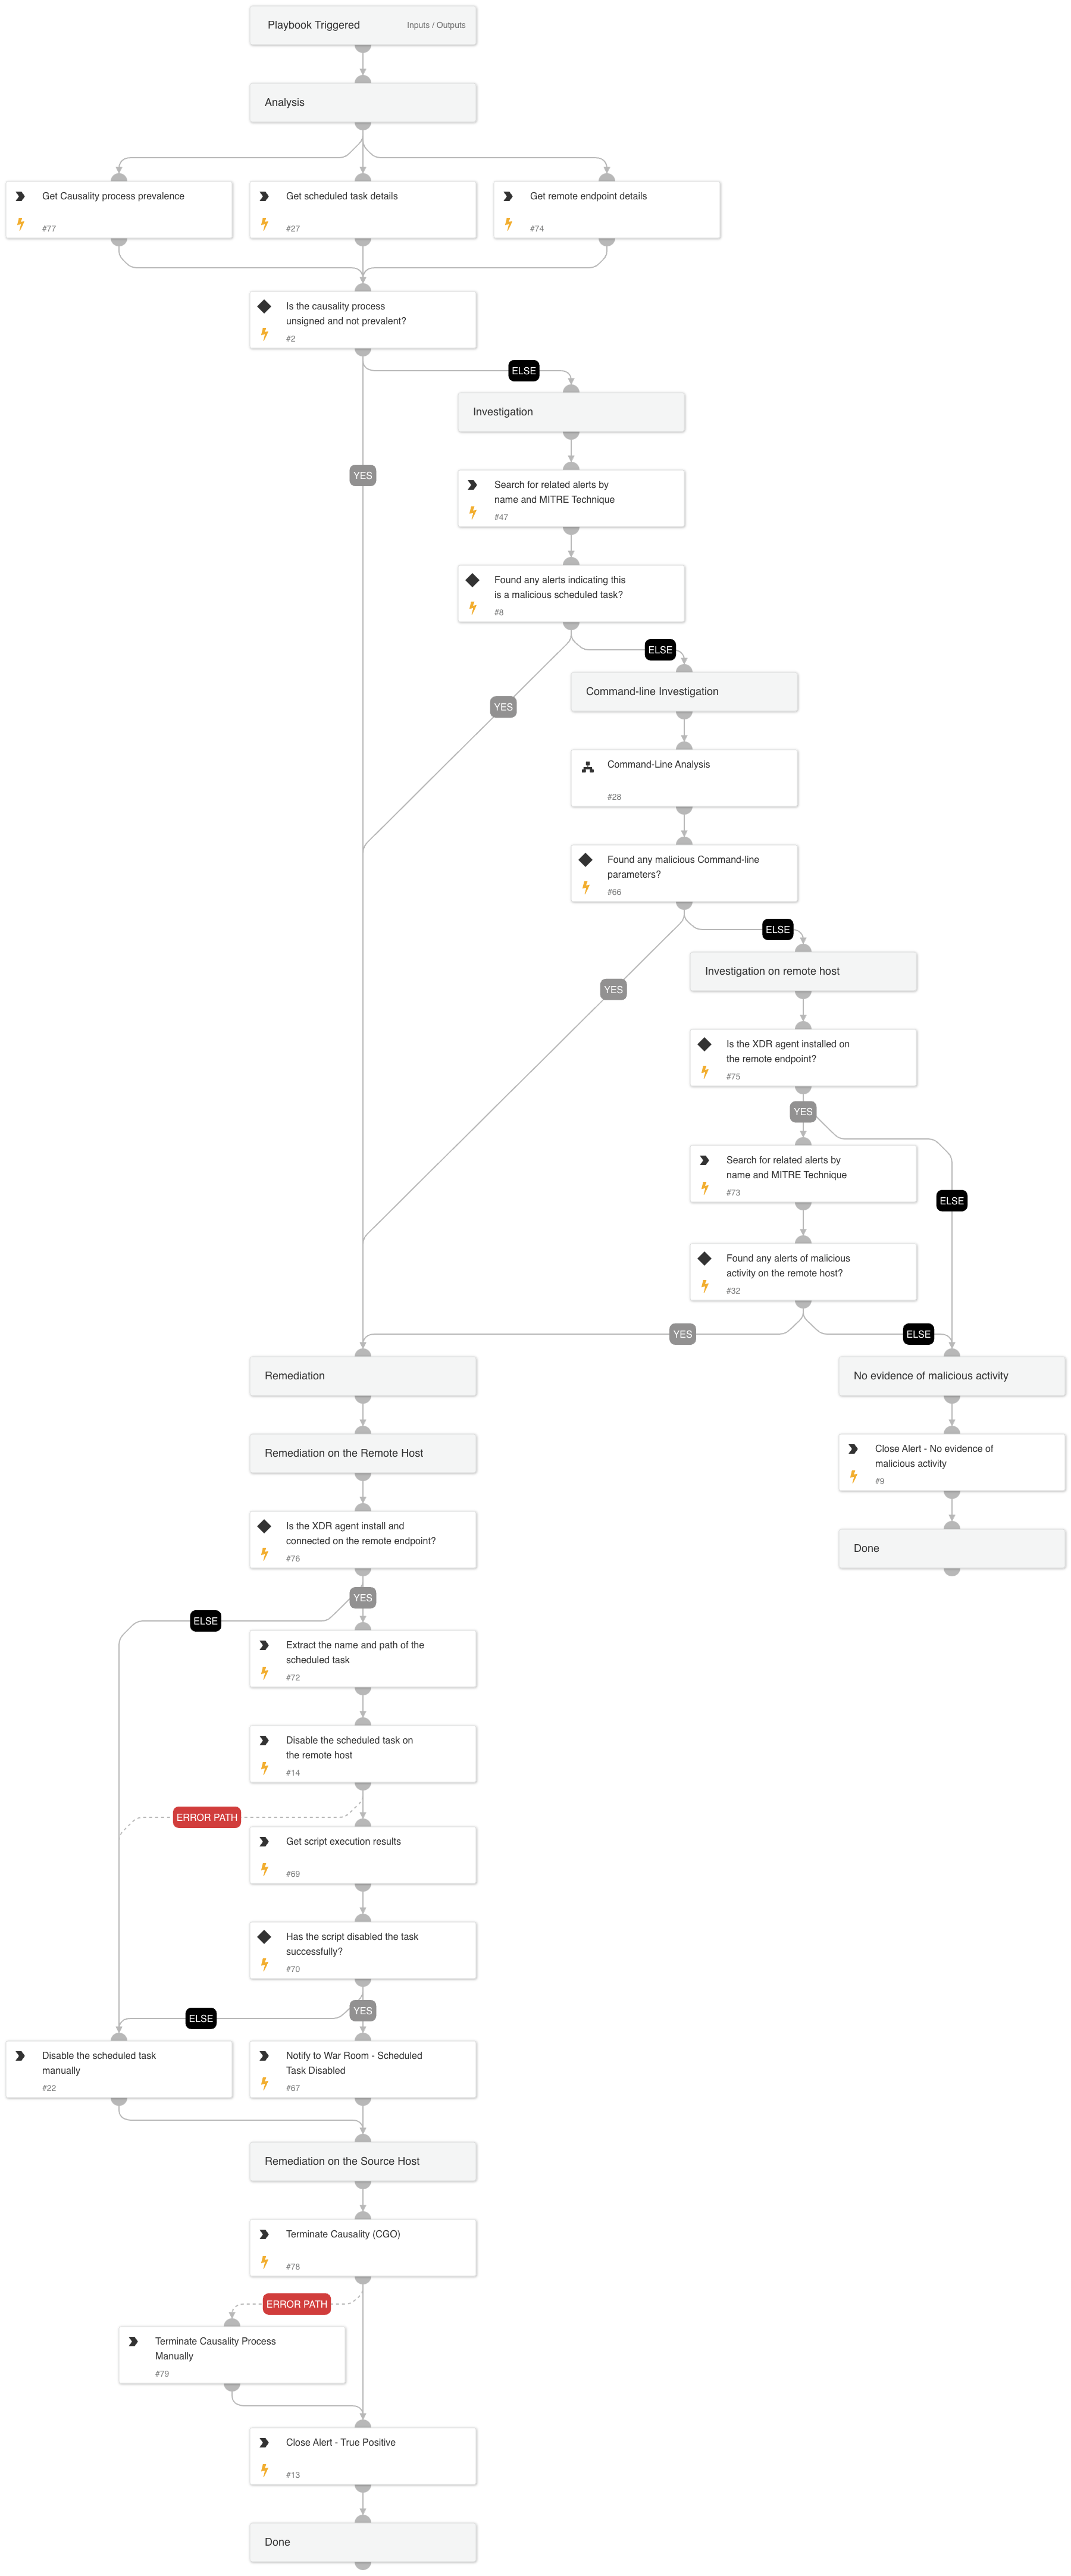 Playbook Triggered
Inputs / Outputs
Analysis
Get Causality process prevalence
#77
Get scheduled task details
#27
Get remote endpoint details
#74
Is the causality process
unsigned and not prevalent?
#2
ELSE
Investigation
YES
Search for related alerts by
name and MITRE Technique
#47
Found any alerts indicating this
is a malicious scheduled task?
#8
ELSE
Command-line Investigation
YES
Command-Line Analysis
#28
Found any malicious Command-line
parameters?
#66
ELSE
Investigation on remote host
YES
Is the XDR agent installed on
the remote endpoint?
#75
YES
Search for related alerts by
name and MITRE Technique
#73
ELSE
Found any alerts of malicious
activity on the remote host?
#32
YES
ELSE
Remediation
No evidence of malicious activity
Remediation on the Remote Host
Close Alert - No evidence of
malicious activity
#9
Is the XDR agent install and
connected on the remote endpoint?
#76
Done
YES
ELSE
Extract the name and path of the
scheduled task
#72
Disable the scheduled task on
the remote host
#14
ERROR PATH
Get script execution results
#69
Has the script disabled the task
successfully?
#70
YES
ELSE
Disable the scheduled task
manually
#22
Notify to War Room - Scheduled
Task Disabled
#67
Remediation on the Source Host
Terminate Causality (CGO)
#78
ERROR PATH
Terminate Causality Process
Manually
#79
Close Alert - True Positive
#13
Done